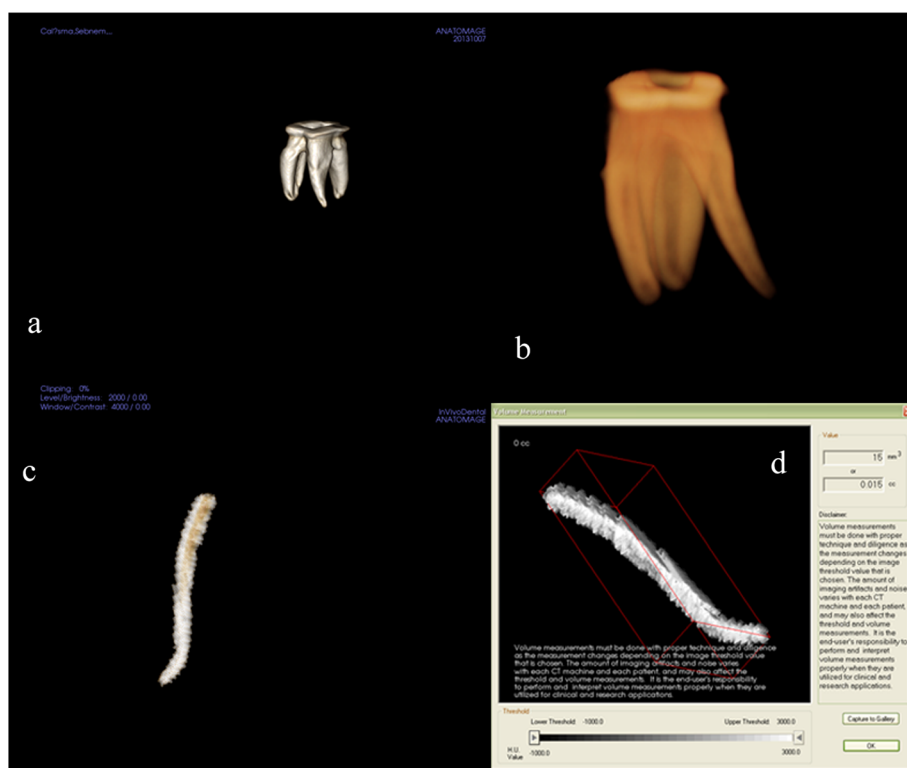 Cal?sma,Sebnem...
ANATOMAGE
20131007
a
b
Clipping 0%
Level/Brightness 2000 / 0.00
Window/Contrast 4000 / 0.00
InVivoDental
ANATOMAGE
c
Volume Measurement
0 cc
d
Value
15 mm3
or
0.015 cc
Disclaimer:
Volume measurements
must be done with proper
technique and diligence as
the measurement changes
depending on the image
threshold value that is
chosen. The amount of
imaging artifacts and noise
varies with each CT
machine and each patient,
and may also affect the
threshold and volume
measurements. It is the
end-user's responsibility to
perform and interpret
volume measurements
properly when they are
utilized for clinical and
research applications.
Volume measurements must be done with proper technique and diligence
as the measurement changes depending on the image threshold value
that is chosen. The amount of imaging artifacts and noise varies
with each CT machine and each patient, and may also affect the
threshold and volume measurements. It is the end-user's responsibility
to perform and interpret volume measurements properly when they are
utilized for clinical and research applications.
Threshold
Lower Threshold -1000.0 Upper Threshold 3000.0
H.U.
Value
-1000.0 3000.0
Capture to Gallery
OK